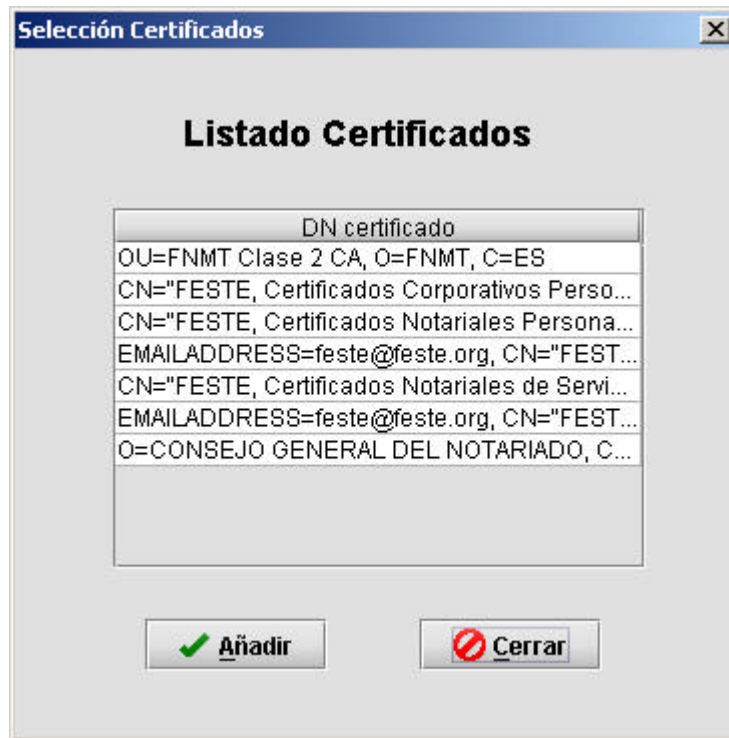 Selección Certificados
Listado Certificados
DN certificado
OU=FNMT Clase 2 CA, O=FNMT, C=ES
CN="FESTE, Certificados Corporativos Perso...
CN="FESTE, Certificados Notariales Persona...
EMAILADDRESS=feste@feste.org, CN="FEST...
CN="FESTE, Certificados Notariales de Servi...
EMAILADDRESS=feste@feste.org, CN="FEST...
O=CONSEJO GENERAL DEL NOTARIADO, C...
Añadir Cerrar